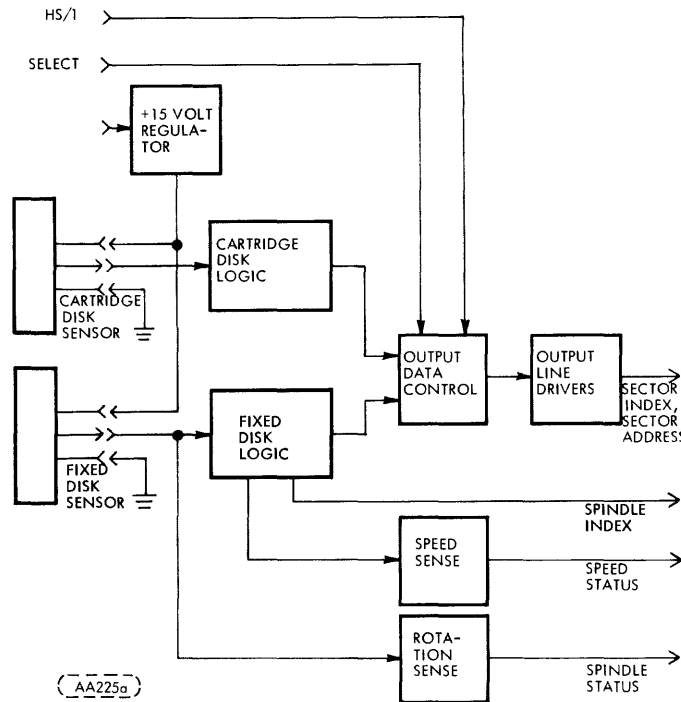 HS/1
SELECT
+15 VOLT
REGULA-
TOR
CARTRIDGE
DISK
LOGIC
CARTRIDGE
DISK
SENSOR
OUTPUT
DATA
CONTROL
OUTPUT
LINE
DRIVERS
SECTOR
INDEX,
SECTOR
ADDRESS
FIXED
DISK
LOGIC
FIXED
DISK
SENSOR
SPINDLE
INDEX
SPEED
SENSE
SPEED
STATUS
ROTA-
TION
SENSE
SPINDLE
STATUS
AA225a